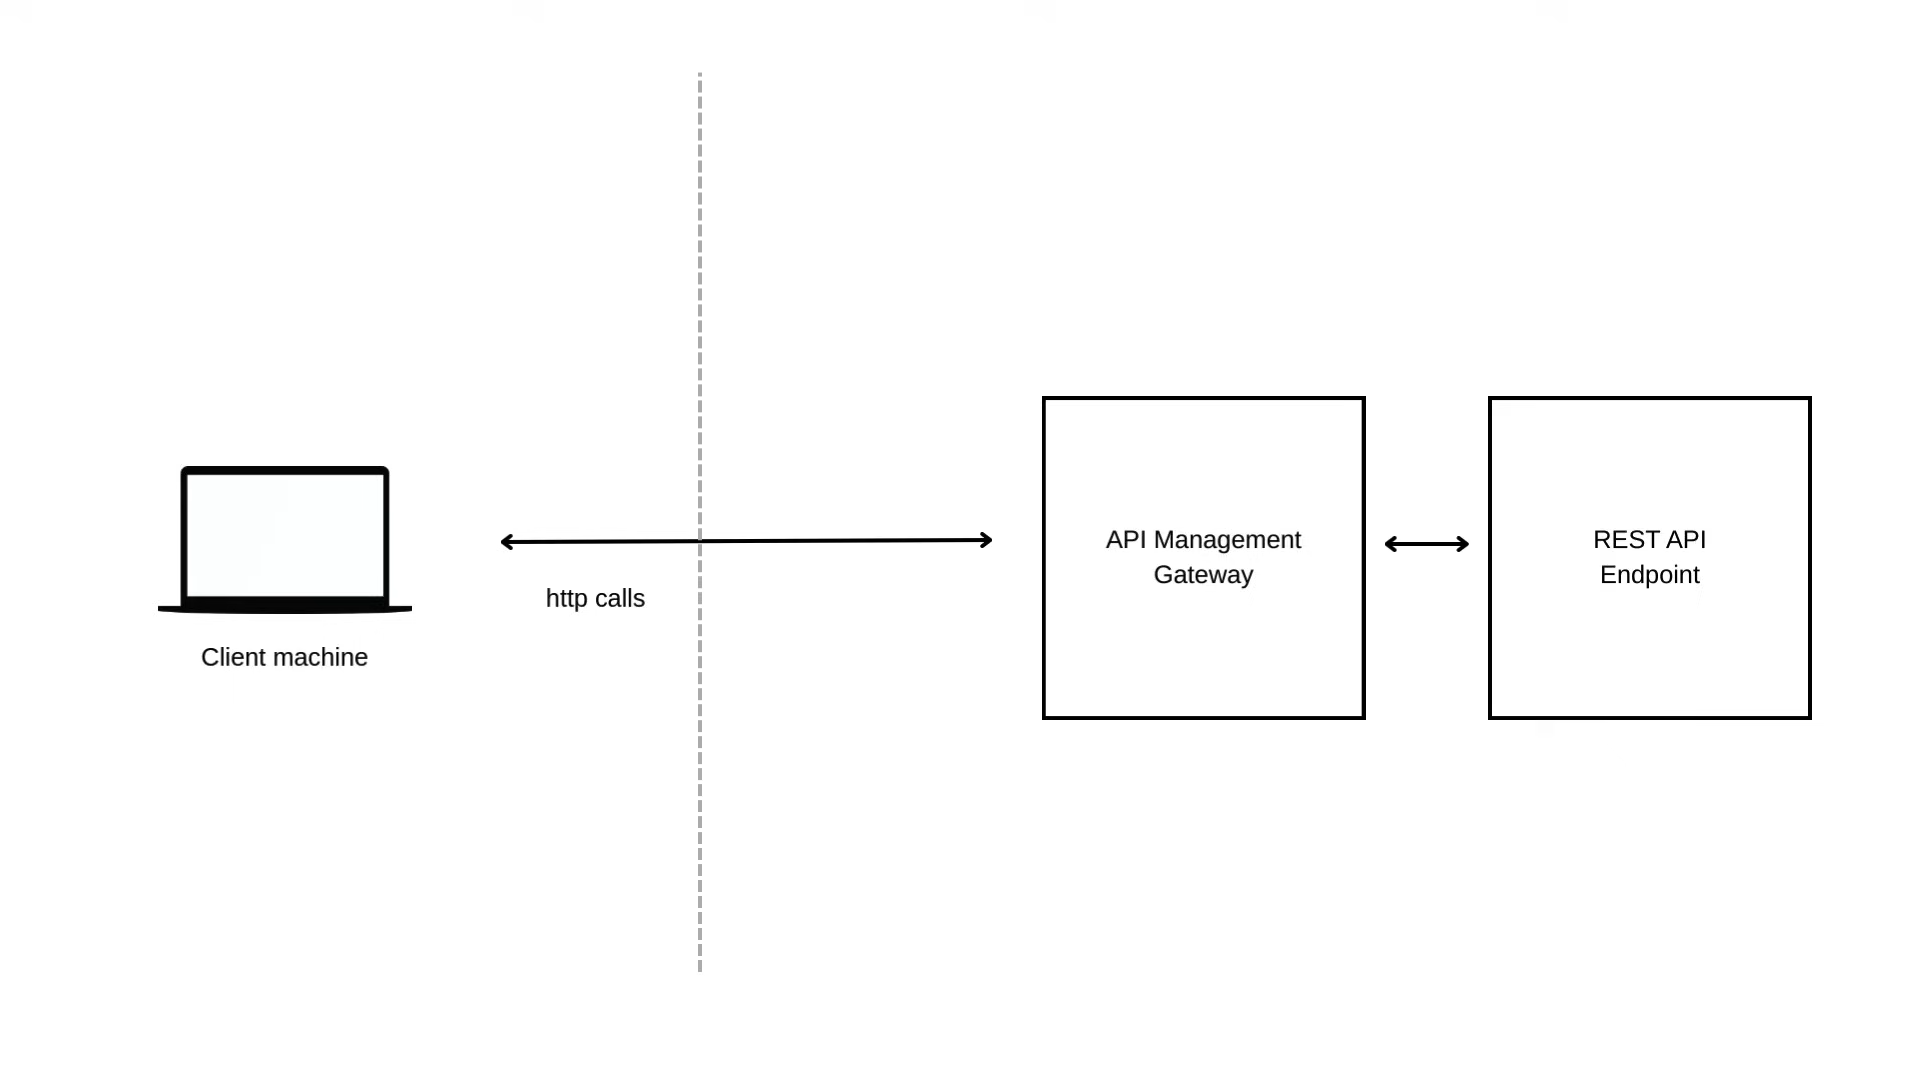 Client machine
http calls
API Management
Gateway
REST API
Endpoint